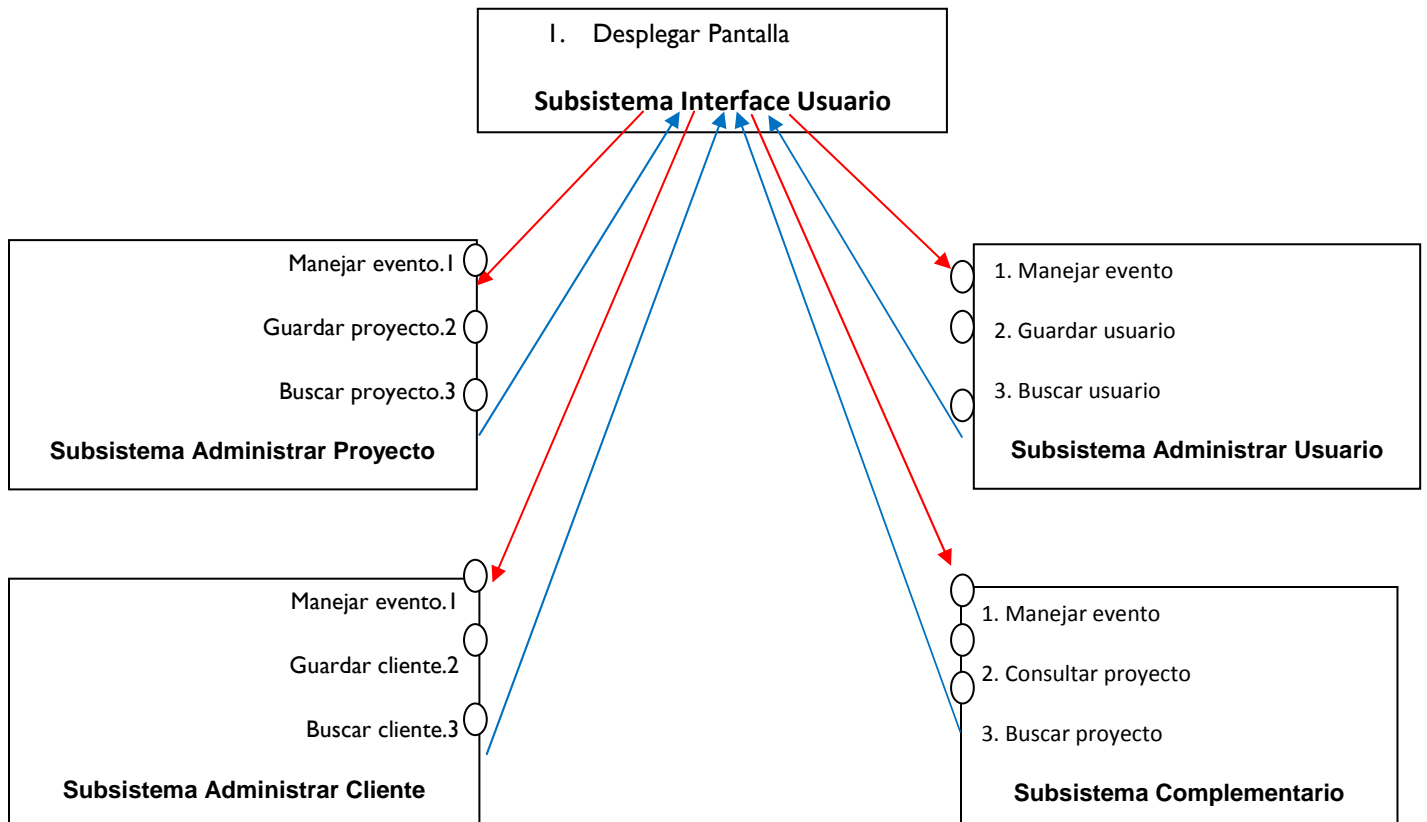 1. Desplegar Pantalla
Subsistema Interface Usuario
Manejar evento.1
Guardar proyecto.2
Buscar proyecto.3
Subsistema Administrar Proyecto
1. Manejar evento
2. Guardar usuario
3. Buscar usuario
Subsistema Administrar Usuario
Manejar evento.1
Guardar cliente.2
Buscar cliente.3
Subsistema Administrar Cliente
1. Manejar evento
2. Consultar proyecto
3. Buscar proyecto
Subsistema Complementario